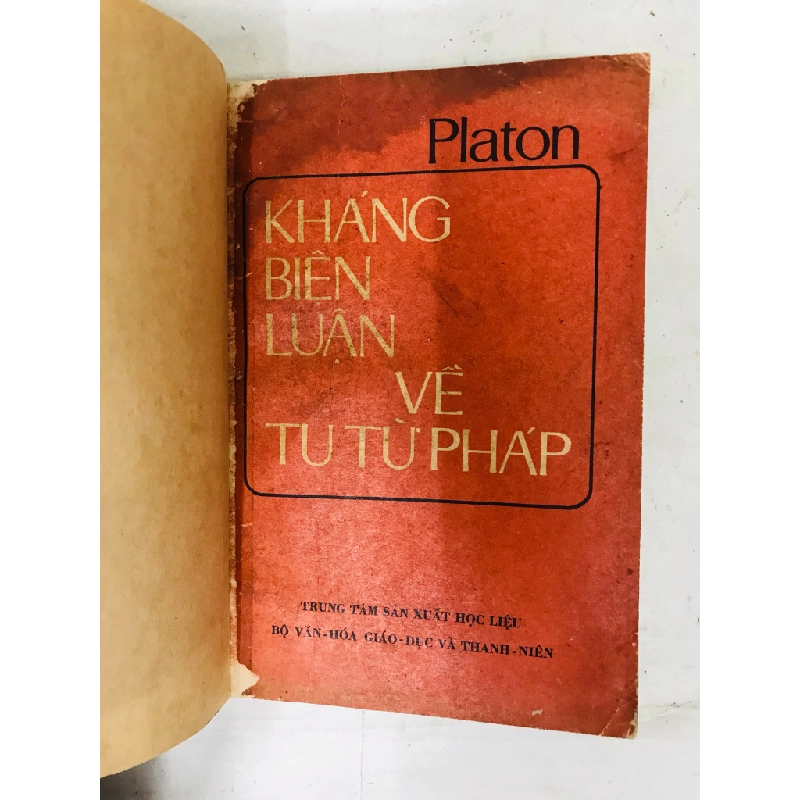 Platon
KHÁNG
BIÊN
LUẬN
VỀ
TU TỪ PHÁP
TRUNG TÂM SẢN XUẤT HỌC LIỆU
BỘ VĂN-HÓA GIÁO-DỤC VÀ THANH-NIÊN